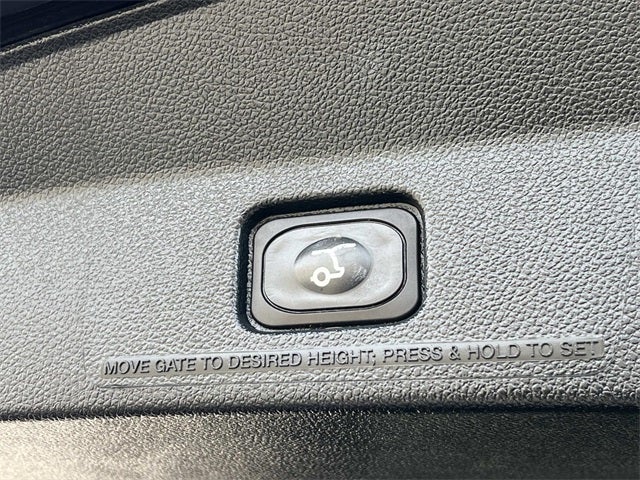 MOVE GATE TO DESIRED HEIGHT; PRESS & HOLD TO SET